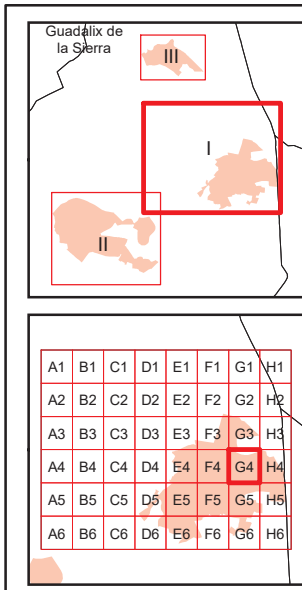 Guadalix de
la Sierra
III
I
II
A1 B1 C1 D1 E1 F1 G1 H1
A2 B2 C2 D2 E2 F2 G2 H2
A3 B3 C3 D3 E3 F3 G3 H3
A4 B4 C4 D4 E4 F4 G4 H4
A5 B5 C5 D5 E5 F5 G5 H5
A6 B6 C6 D6 E6 F6 G6 H6